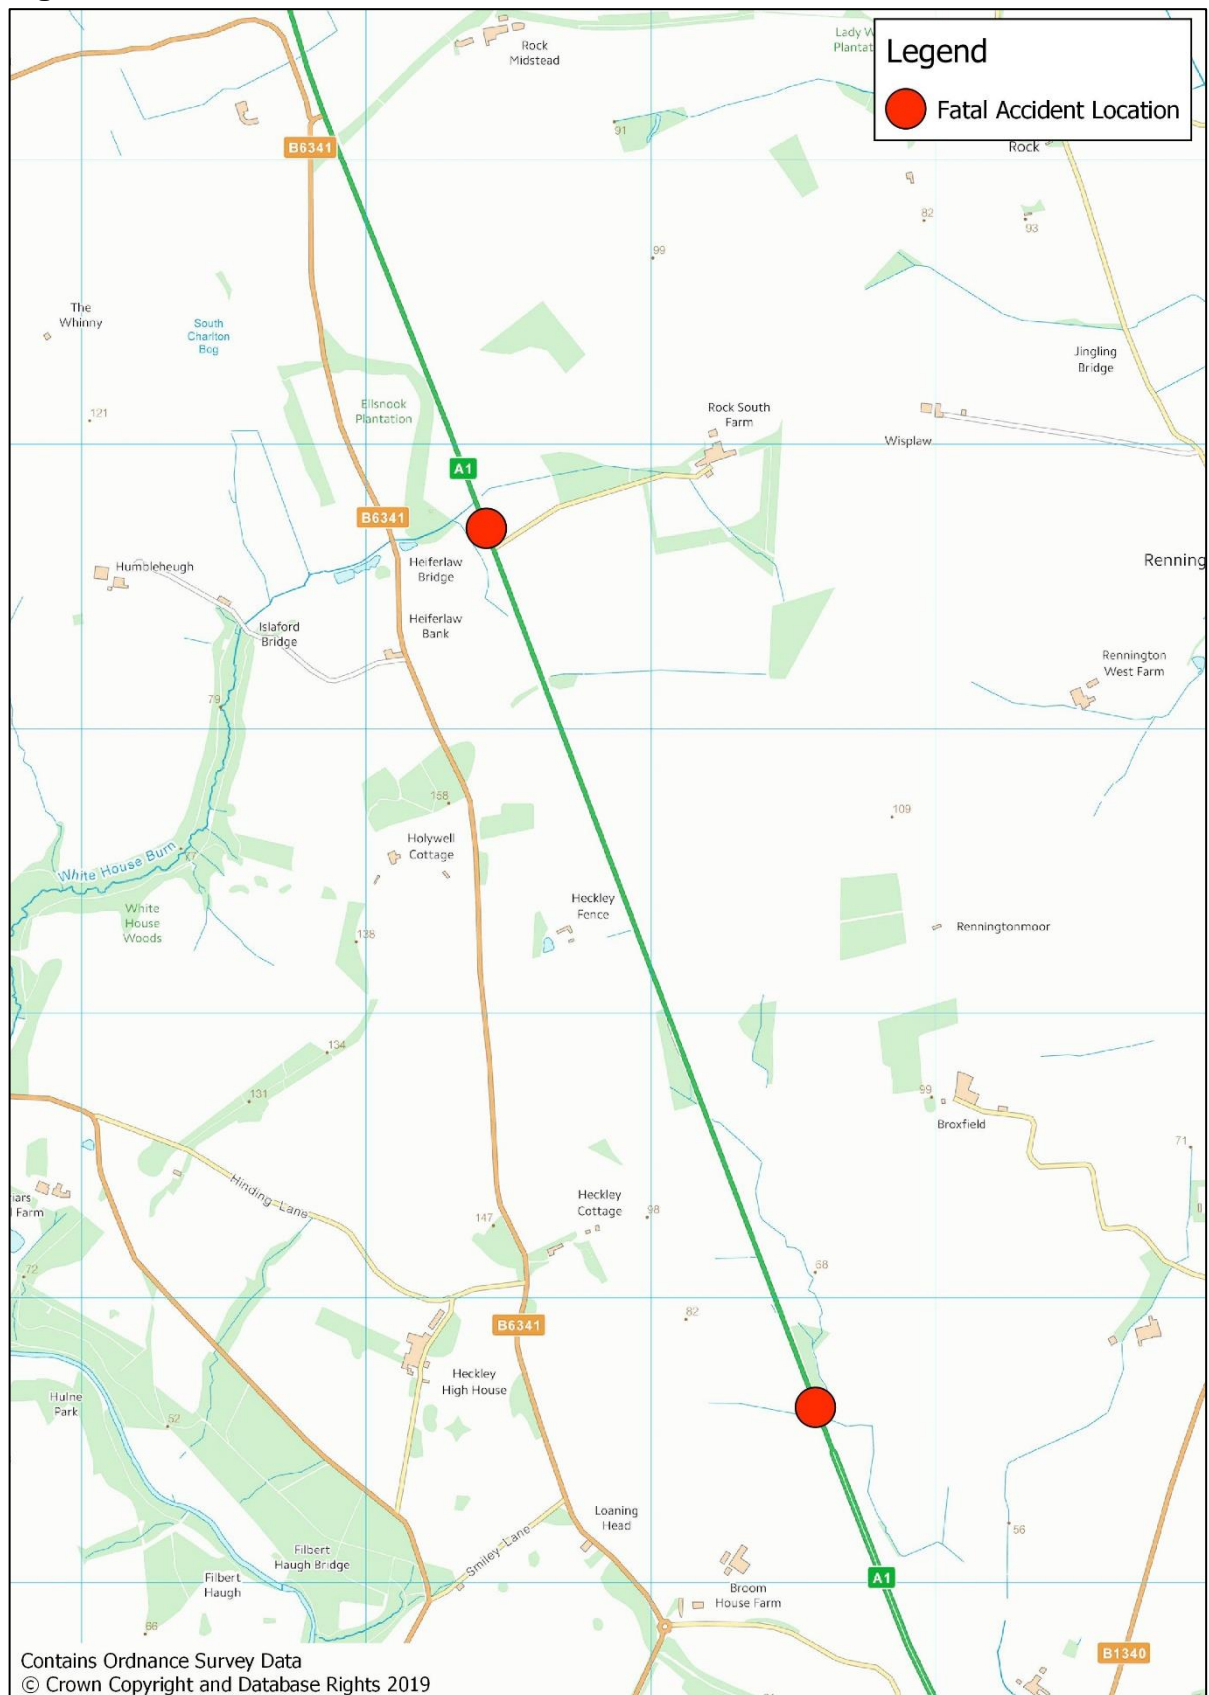 Rock
Midstead
Lady W
Plantat
Legend
Fatal Accident Location
91
B6341
Rock
82
93
99
The
Whinny
South
Charlton
Bog
Jingling
Bridge
121
Ellsnook
Plantation
Rock South
Farm
Wisplaw
A1
B6341
Humbleheugh
Heiferlaw
Bridge
Renning
Islaford
Bridge
Heiferlaw
Bank
Rennington
West Farm
79
158
109
Holywell
Cottage
White House Burn
77
White
House
Woods
Heckley
Fence
138
Renningtonmoor
134
131
99
Broxfield
71
iars
l Farm
Hinding Lane
Heckley
Cottage
147
98
72
68
82
B6341
Heckley
High House
Hulne
Park
52
Loaning
Head
56
Filbert
Haugh Bridge
Smiley Lane
Filbert
Haugh
A1
Broom
House Farm
66
B1340
Contains Ordnance Survey Data
© Crown Copyright and Database Rights 2019